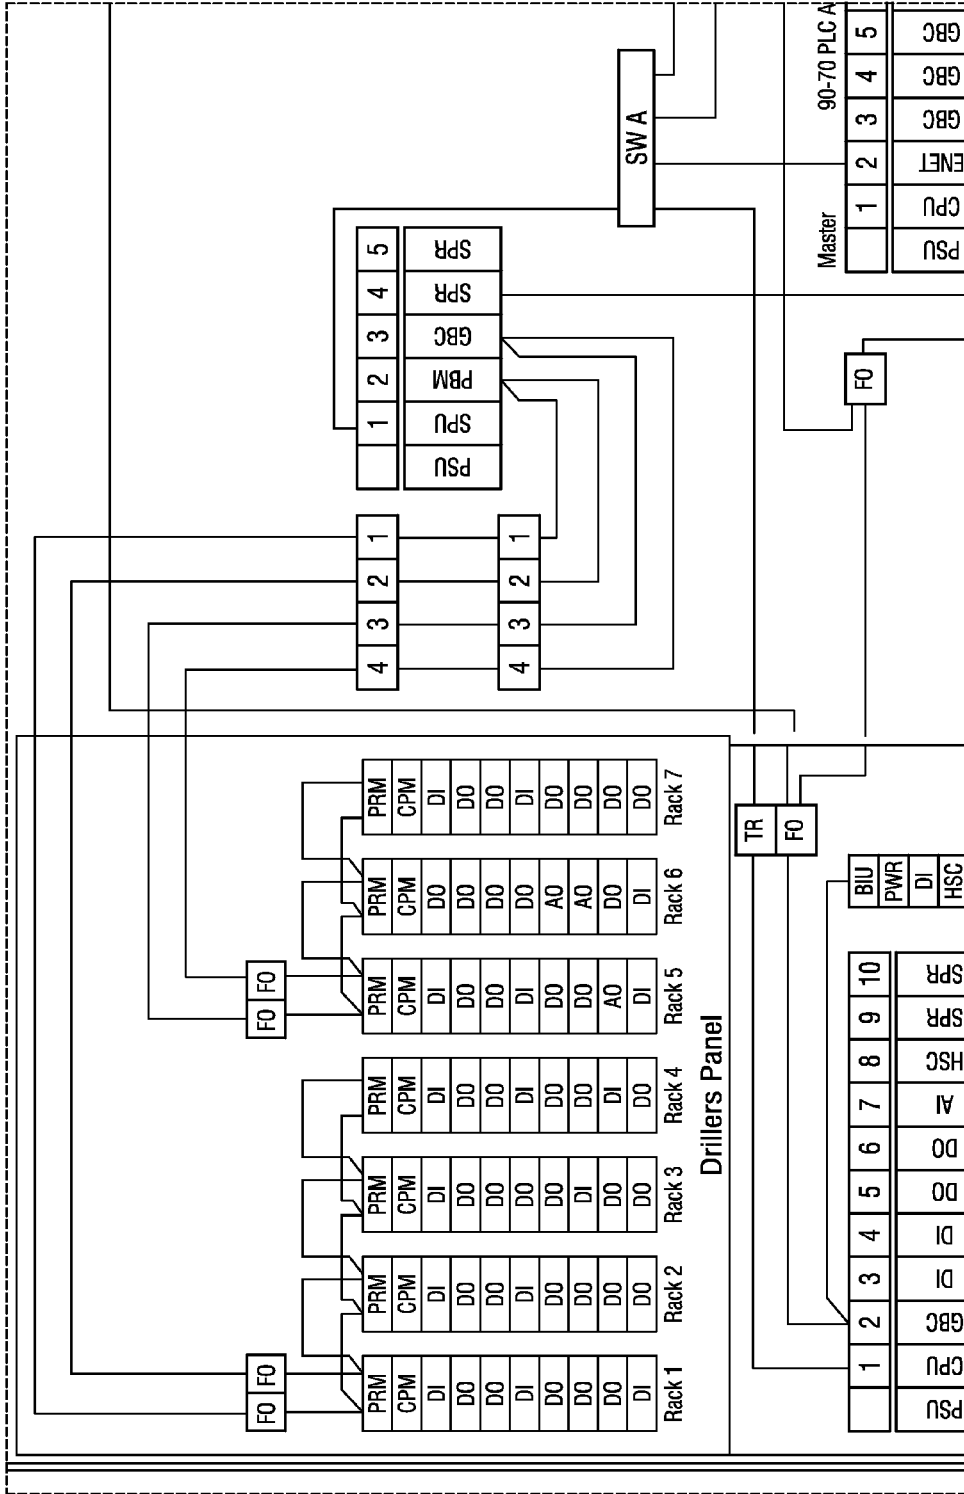 FO
FO
PRM
CPM
DI
DO
DO
DI
DO
DO
DO
DI
Rack 1
PRM
CPM
DI
DO
DO
DI
DO
DO
DO
DO
Rack 2
PRM
CPM
DI
DO
DO
DO
DO
DI
DO
DO
Rack 3
PRM
CPM
DI
DO
DO
DI
DO
DO
DI
DO
Rack 4
FO
FO
PRM
CPM
DI
DO
DO
DI
DO
DO
AO
DI
Rack 5
PRM
CPM
DO
DO
DO
DO
AO
AO
DO
DI
Rack 6
PRM
CPM
DI
DO
DO
DI
DO
DO
DO
DO
Rack 7
Drillers Panel
4 3 2 1
4 3 2 1
1 2 3 4 5
PSU SPU PBM GBC SPR SPR
SW A
TR
FO
1 2 3 4 5 6 7 8 9 10
PSU CPU GBC DI DI DO DO AI HSC SPR SPR
BIU
PWR
DI
HSC
FO
Master 90-70 PLC A
1 2 3 4 5
PSU CPU ENET GBC GBC GBC